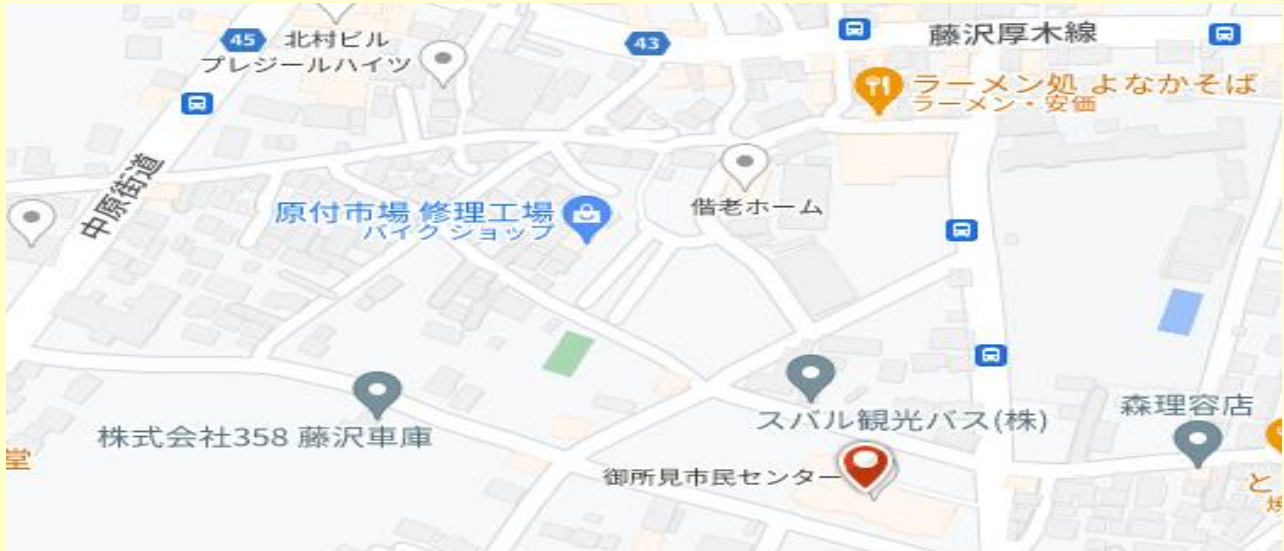 45
北村ビル
プレジールハイツ
43
藤沢厚木線
ラーメン処 よなかそば
ラーメン・安価
中原街道
原付市場 修理工場
バイク ショップ
偕老ホーム
株式会社358 藤沢車庫
スバル観光バス(株)
森理容店
堂
御所見市民センター
と